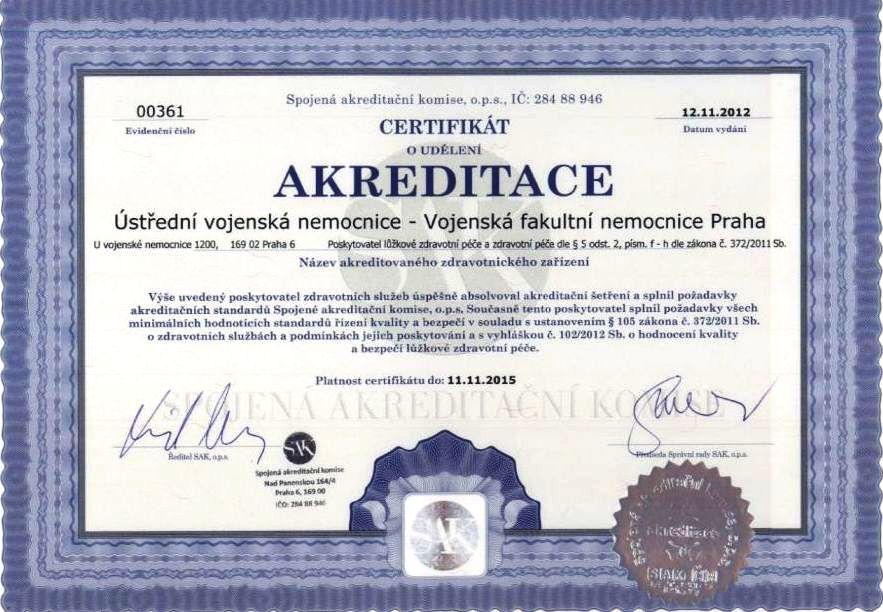 Spojená akreditační komise, o.p.s., IČ: 284 88 946
00361
Evidenční číslo
12.11.2012
Datum vydání
CERTIFIKÁT
O UDĚLENÍ
AKREDITACE
Ústřední vojenská nemocnice - Vojenská fakultní nemocnice Praha
U vojenské nemocnice 1200, 169 02 Praha 6 Poskytovatel lůžkové zdravotní péče a zdravotní péče dle § 5 odst. 2, písm. f - h dle zákona č. 372/2011 Sb.
Název akreditovaného zdravotnického zařízení
Výše uvedený poskytovatel zdravotních služeb úspěšně absolvoval akreditační šetření a splnil požadavky
akreditačních standardů Spojené akreditační komise, o.p.s. Současně tento poskytovatel splnil požadavky všech
minimálních hodnotících standardů řízení kvality a bezpečí v souladu s ustanovením § 105 zákona č. 372/2011 Sb.
o zdravotních službách a podmínkách jejich poskytování a s vyhláškou č. 102/2012 Sb. o hodnocení kvality
a bezpečí lůžkové zdravotní péče.
Platnost certifikátu do: 11.11.2015
SPOJENÁ AKREDITAČNÍ KOMISE
Ředitel SAK, o.p.s.
Předseda Správní rady SAK, o.p.s.
SAK
Spojená akreditační komise
Nad Panenskou 164/4
Praha 6, 169 00
IČO: 284 88 946
SAK
akreditace